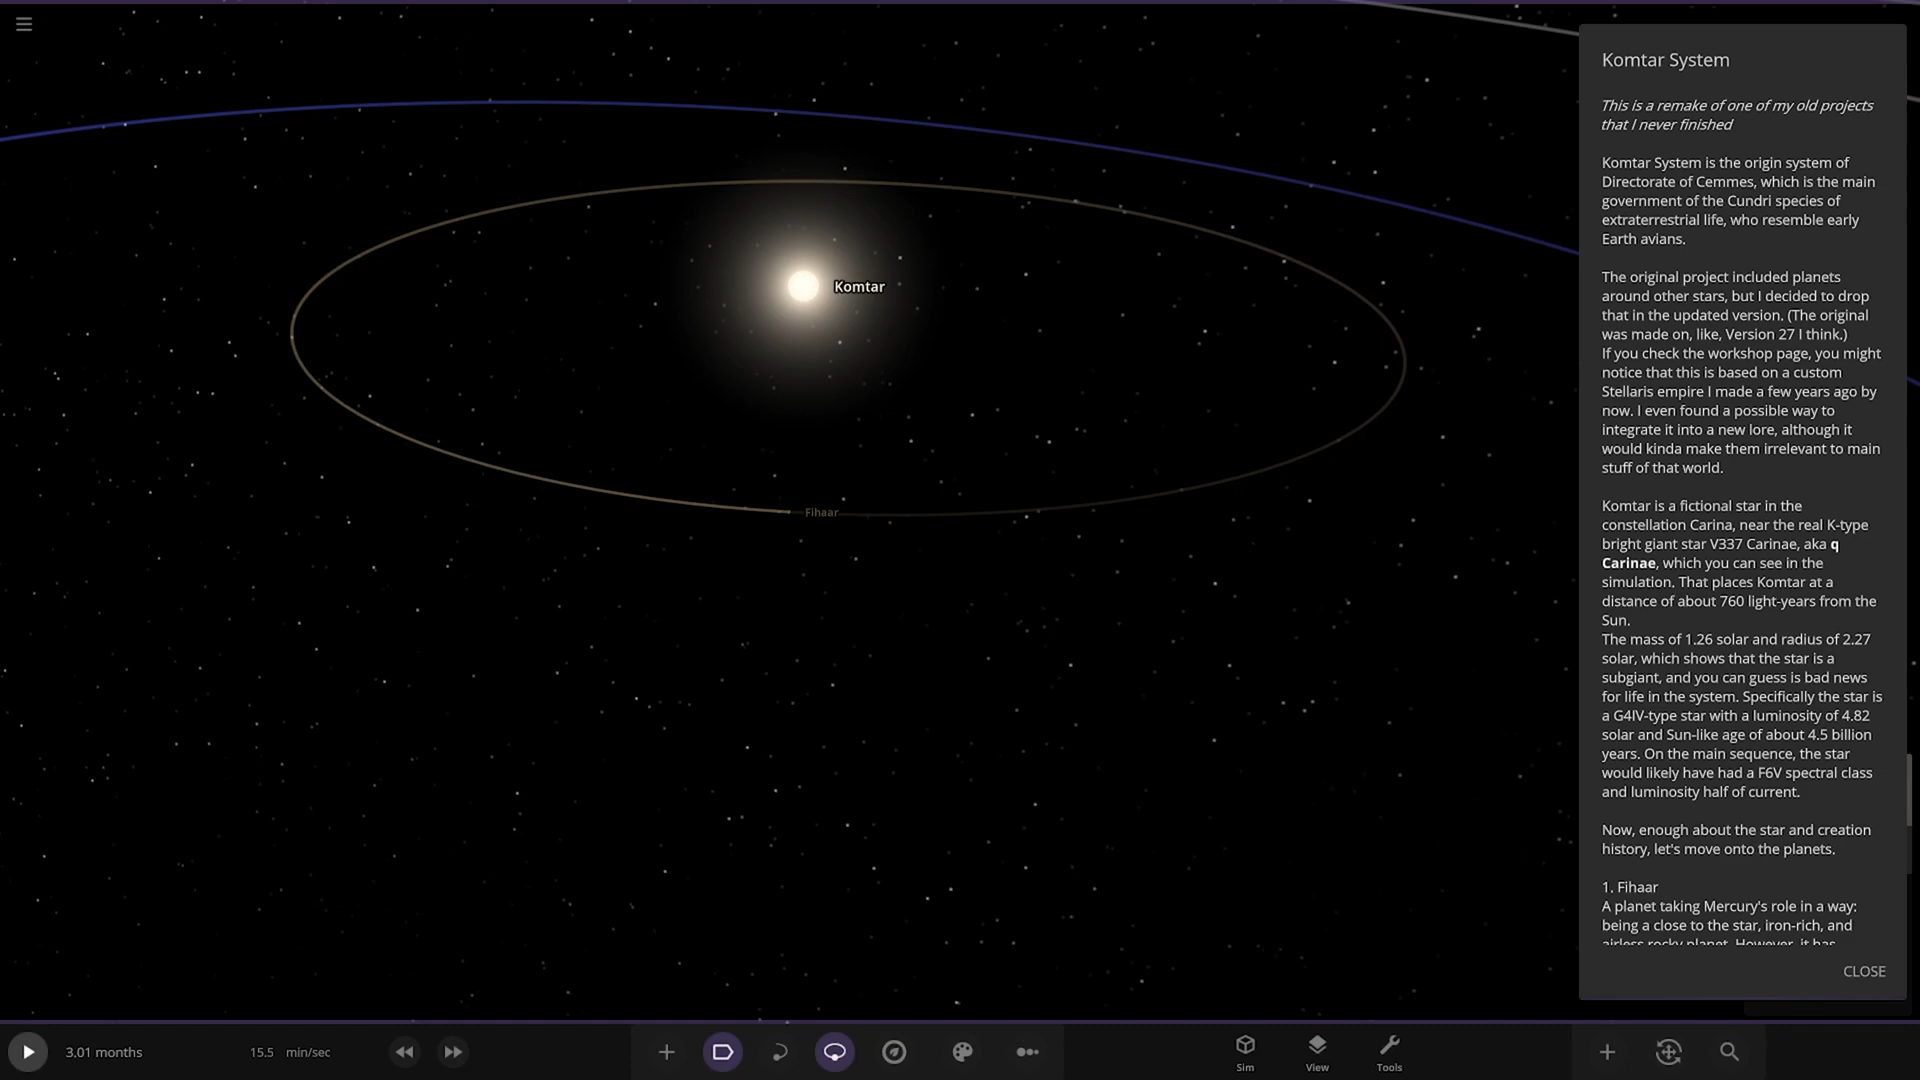 Komtar System
This is a remake of one of my old projects
that I never finished
Komtar System is the origin system of
Directorate of Cemmes, which is the main
government of the Cundri species of
extraterrestrial life, who resemble early
Earth avians.
The original project included planets
around other stars, but I decided to drop
that in the updated version. (The original
was made on, like, Version 27 I think.)
If you check the workshop page, you might
notice that this is based on a custom
Stellaris empire I made a few years ago by
now. I even found a possible way to
integrate it into a new lore, although it
would kinda make them irrelevant to main
stuff of that world.
Komtar is a fictional star in the
constellation Carina, near the real K-type
bright giant star V337 Carinae, aka q
Carinae, which you can see in the
simulation. That places Komtar at a
distance of about 760 light-years from the
Sun.
The mass of 1.26 solar and radius of 2.27
solar, which shows that the star is a
subgiant, and you can guess is bad news
for life in the system. Specifically the star is
a G4IV-type star with a luminosity of 4.82
solar and Sun-like age of about 4.5 billion
years. On the main sequence, the star
would likely have had a F6V spectral class
and luminosity half of current.
Now, enough about the star and creation
history, let's move onto the planets.
1. Fihaar
A planet taking Mercury's role in a way:
being a close to the star, iron-rich, and
airless rocky planet. However, it has
CLOSE
Komtar
Fihaar
3.01 months
15.5 min/sec
Sim
View
Tools